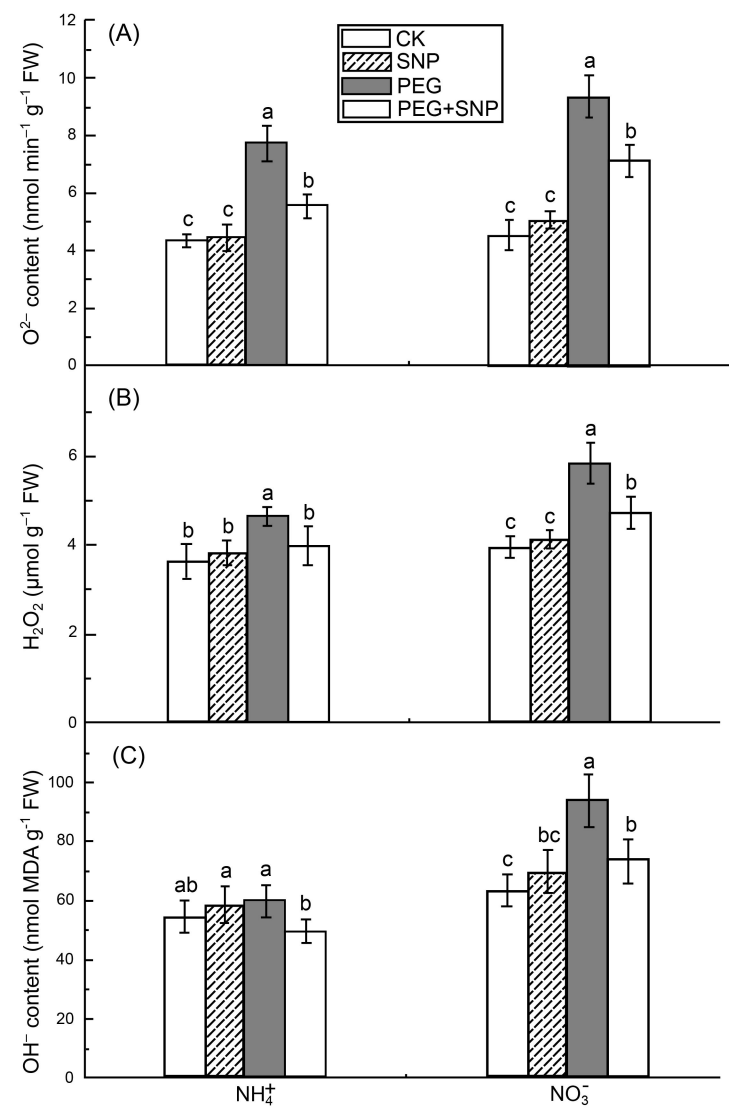 (A)
CK
SNP
PEG
PEG+SNP
12
10
8
6
4
2
0
O²⁻ content (nmol min⁻¹ g⁻¹ FW)
c c a b
c c a b
(B)
6
4
2
0
H₂O₂ (µmol g⁻¹ FW)
b b a b
c c a b
(C)
100
80
60
40
20
0
OH⁻ content (nmol MDA g⁻¹ FW)
ab a a b
c bc a b
NH₄⁺ NO₃⁻